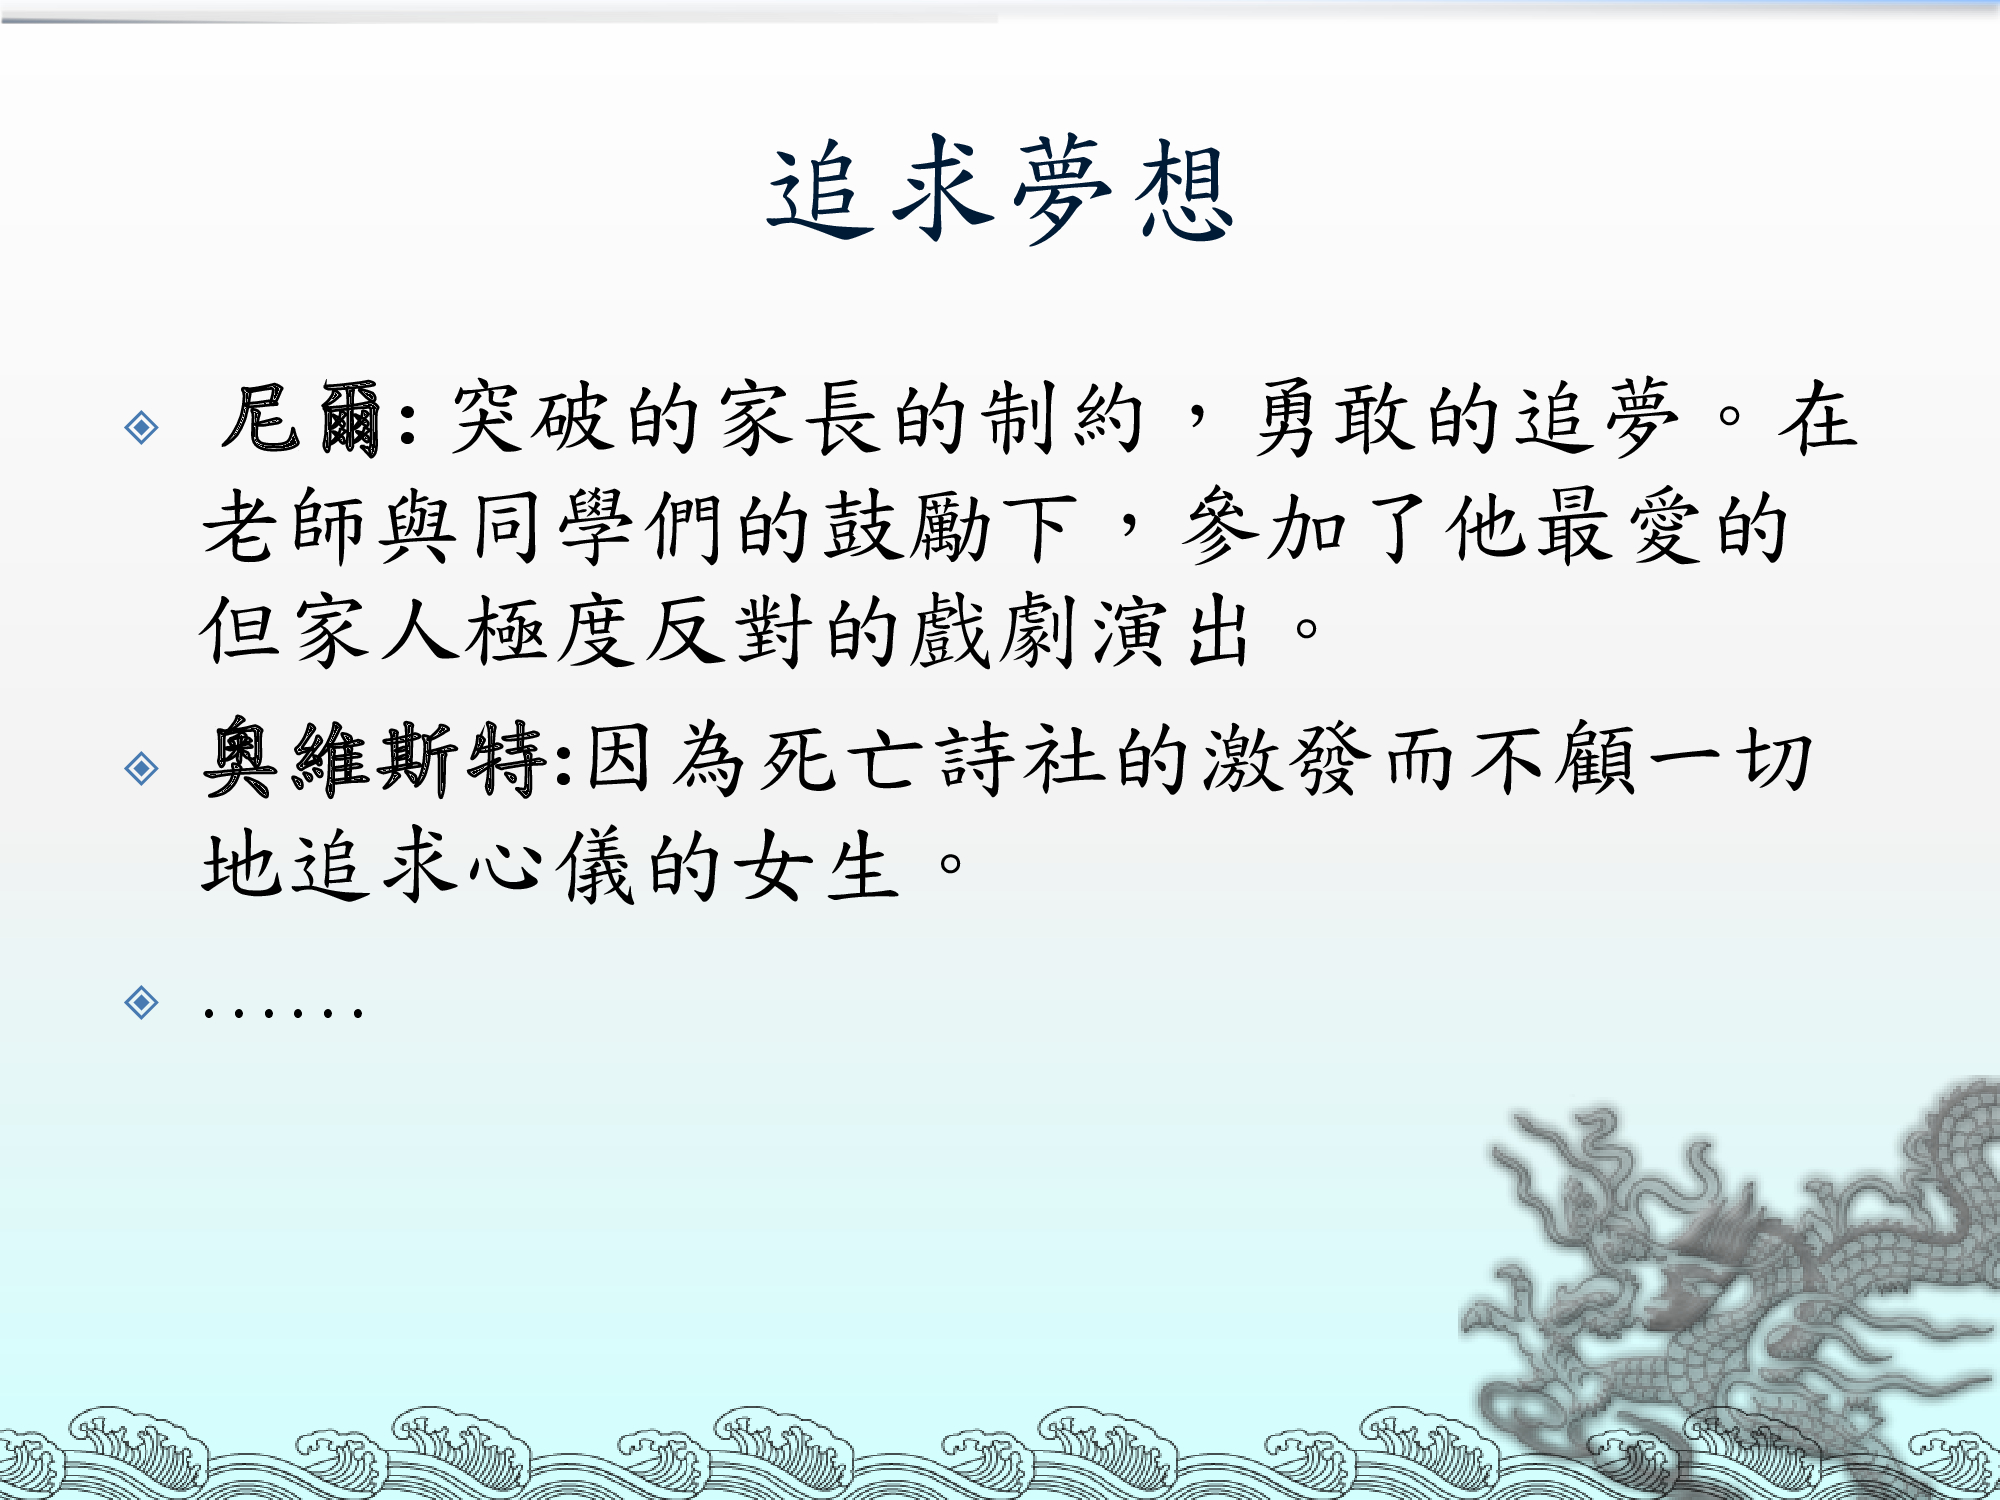 追求夢想
尼爾: 突破的家長的制約，勇敢的追夢。在
老師與同學們的鼓勵下，參加了他最愛的
但家人極度反對的戲劇演出。
奧維斯特:因為死亡詩社的激發而不顧一切
地追求心儀的女生。
......